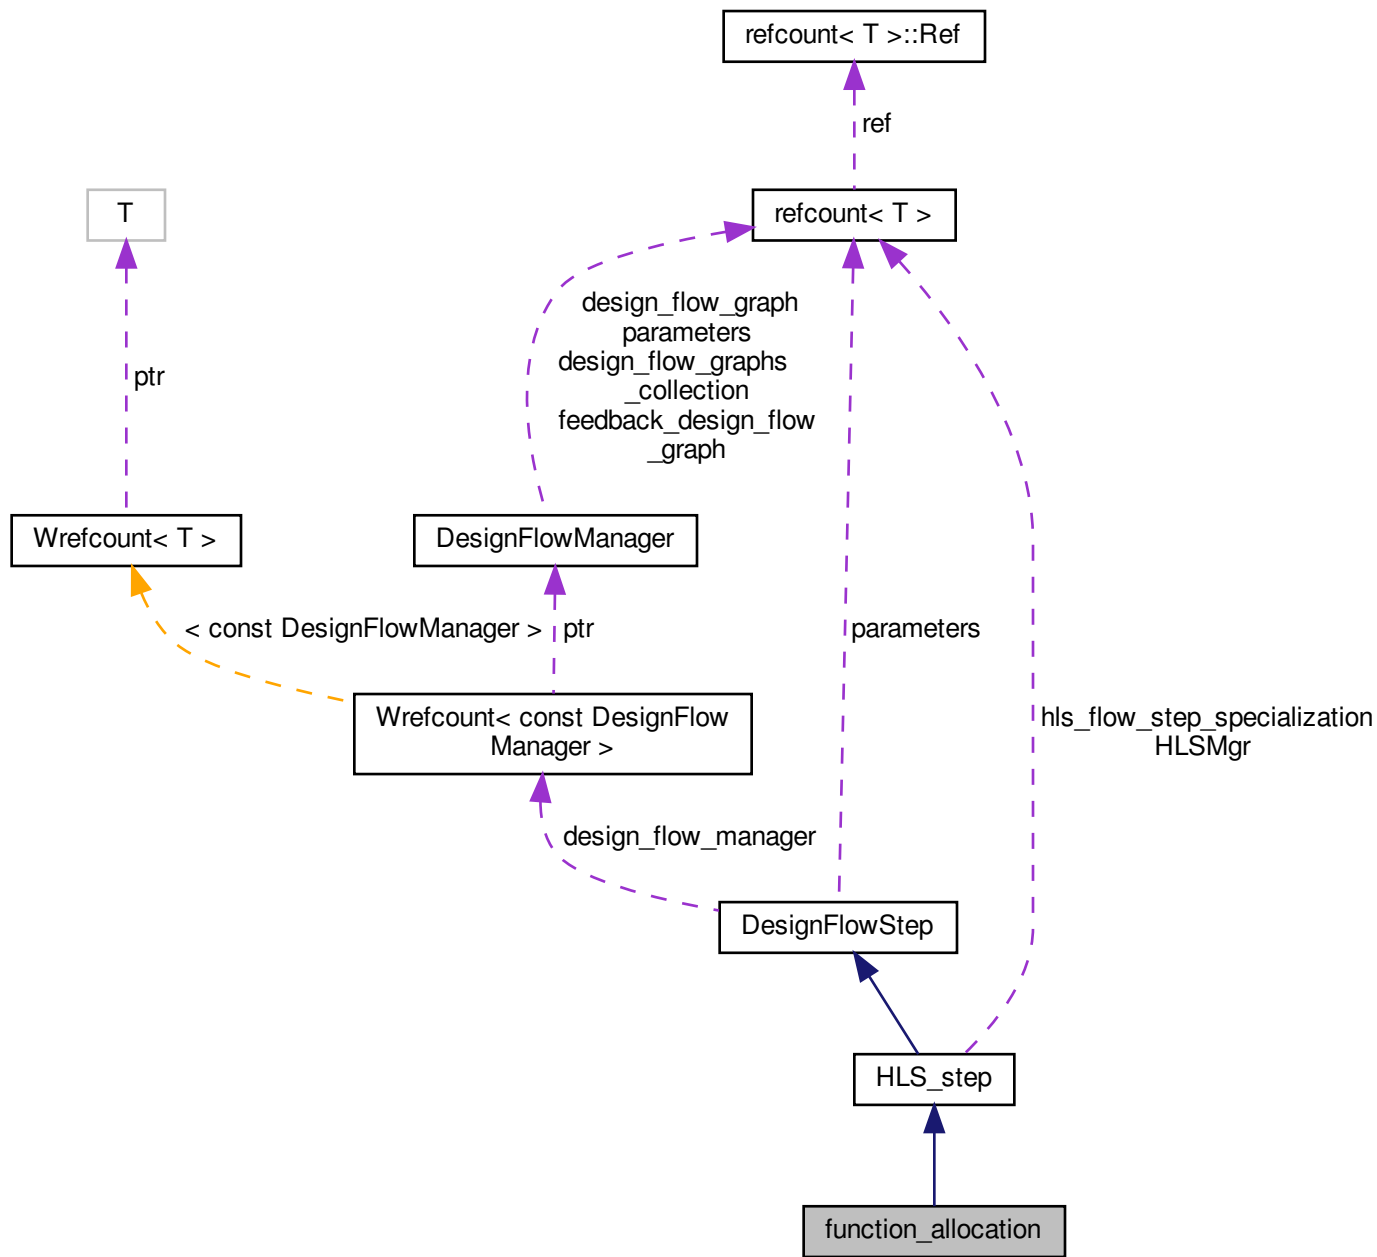 refcount< T >::Ref
ref
T
refcount< T >
design_flow_graph
parameters
design_flow_graphs
_collection
feedback_design_flow
_graph
ptr
Wrefcount< T >
DesignFlowManager
< const DesignFlowManager >
ptr
parameters
Wrefcount< const DesignFlow
Manager >
hls_flow_step_specialization
HLSMgr
design_flow_manager
DesignFlowStep
HLS_step
function_allocation